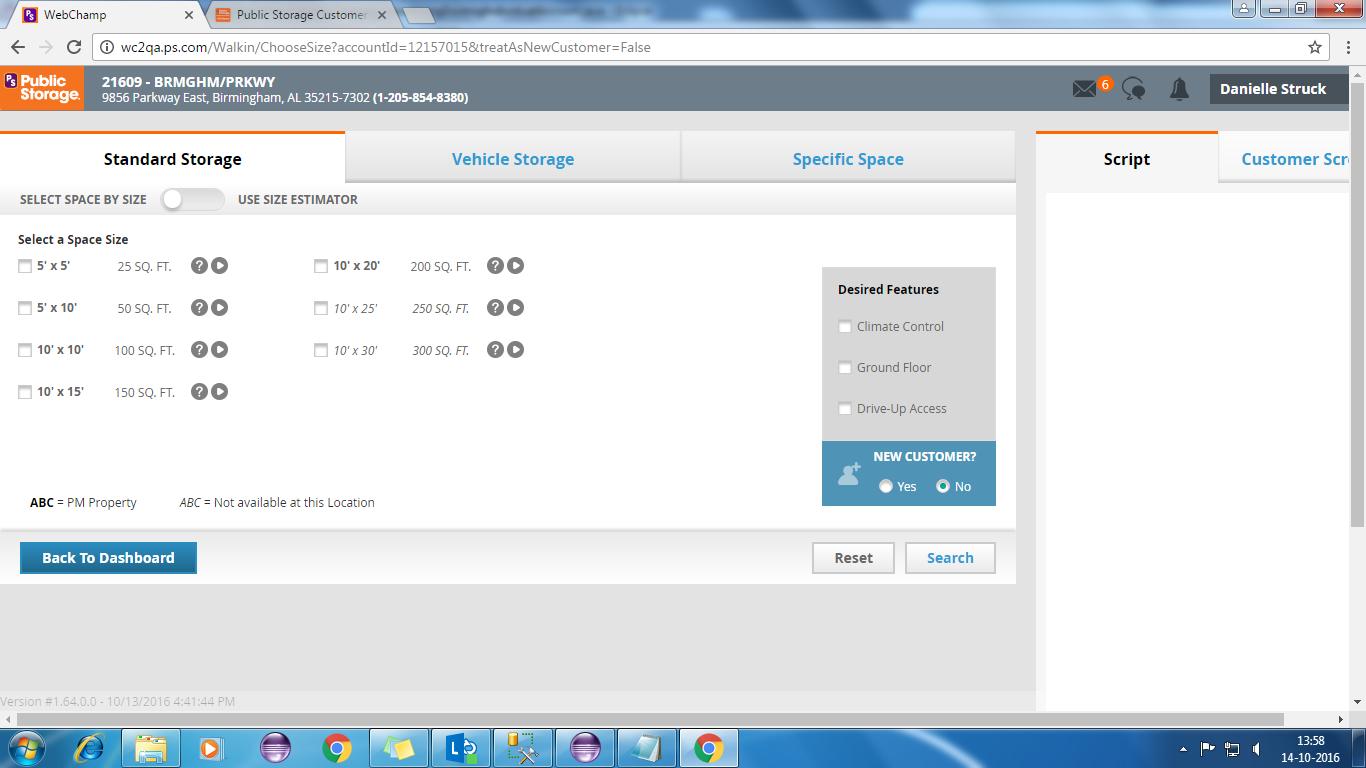 WebChamp
Public Storage Customer
wc2qa.ps.com/Walkin/ChooseSize?accountId=12157015&treatAsNewCustomer=False
PS Public Storage.
21609 - BRMGHM/PRKWY
9856 Parkway East, Birmingham, AL 35215-7302 (1-205-854-8380)
6
Danielle Struck
Standard Storage
Vehicle Storage
Specific Space
Script
Customer Scr
SELECT SPACE BY SIZE
USE SIZE ESTIMATOR
Select a Space Size
5' x 5' 25 SQ. FT. ?
10' x 20' 200 SQ. FT. ?
5' x 10' 50 SQ. FT. ?
10' x 25' 250 SQ. FT. ?
10' x 10' 100 SQ. FT. ?
10' x 30' 300 SQ. FT. ?
10' x 15' 150 SQ. FT. ?
Desired Features
Climate Control
Ground Floor
Drive-Up Access
NEW CUSTOMER?
Yes No
ABC = PM Property
ABC = Not available at this Location
Back To Dashboard
Reset
Search
Version #1.64.0.0 - 10/13/2016 4:41:44 PM
13:58
14-10-2016